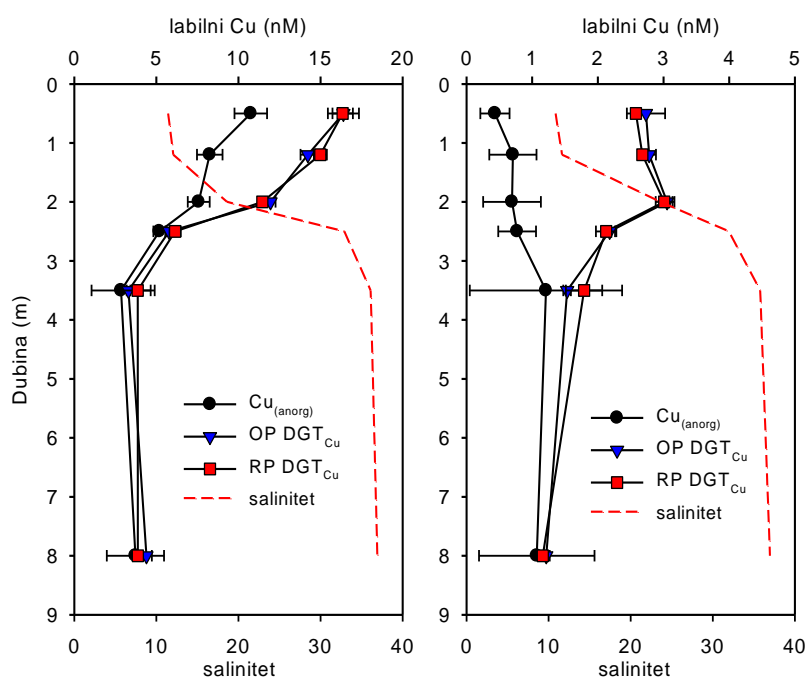 labilni Cu (nM)
0 5 10 15 20
Dubina (m)
0
1
2
3
4
5
6
7
8
9
Cu(anorg)
OP DGTCu
RP DGTCu
salinitet
0 10 20 30 40
salinitet
labilni Cu (nM)
0 1 2 3 4 5
Cu(anorg)
OP DGTCu
RP DGTCu
salinitet
0 10 20 30 40
salinitet